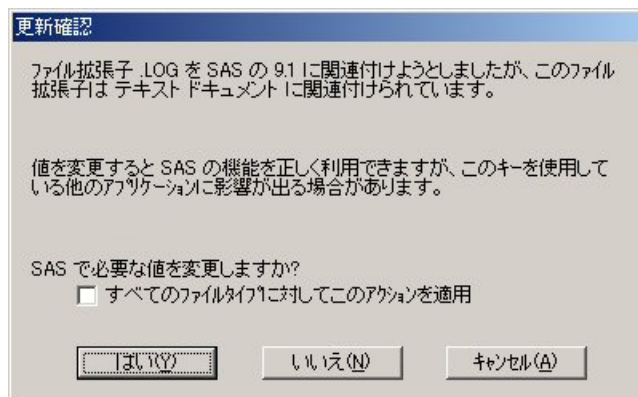 更新確認
ﾌｧｲﾙ拡張子 .LOG を SAS の 9.1 に関連付けようとしましたが、このﾌｧｲﾙ
拡張子は テキスト ドキュメント に関連付けられています。
値を変更すると SAS の機能を正しく利用できますが、このキーを使用して
いる他のｱﾌﾟﾘｹｰｼｮﾝに影響が出る場合があります。
SAS で必要な値を変更しますか?
すべてのﾌｧｲﾙﾀｲﾌﾟに対してこのｱｸｼｮﾝを適用
はい(Y) いいえ(N) ｷｬﾝｾﾙ(A)